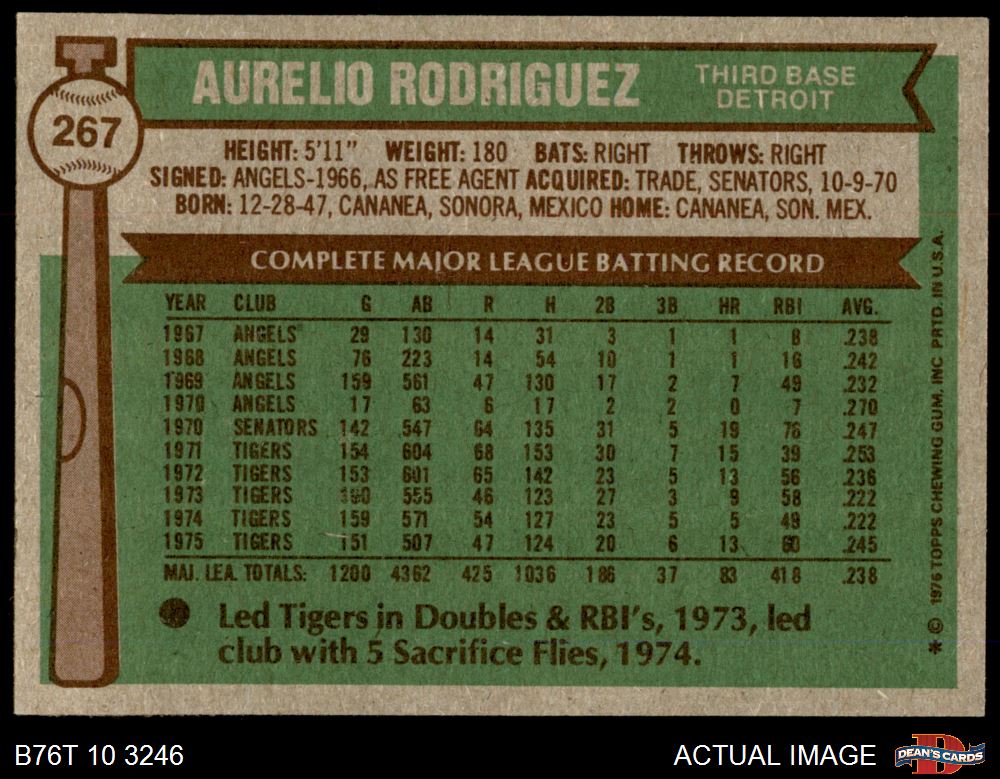 AURELIO RODRIGUEZ
THIRD BASE
DETROIT
267
HEIGHT: 5'11" WEIGHT: 180 BATS: RIGHT THROWS: RIGHT
SIGNED: ANGELS-1966, AS FREE AGENT ACQUIRED: TRADE, SENATORS, 10-9-70
BORN: 12-28-47, CANANEA, SONORA, MEXICO HOME: CANANEA, SON. MEX.
COMPLETE MAJOR LEAGUE BATTING RECORD
YEAR CLUB G AB R H 2B 3B HR RBI AVG.
1967 ANGELS 29 130 14 31 3 1 1 8 .238
1968 ANGELS 76 223 14 54 10 1 1 16 .242
1969 ANGELS 159 561 47 130 17 2 7 49 .232
1970 ANGELS 17 63 6 17 2 2 0 7 .270
1970 SENATORS 142 547 64 135 31 5 19 76 .247
1971 TIGERS 154 604 68 153 30 7 15 39 .253
1972 TIGERS 153 601 65 142 23 5 13 56 .236
1973 TIGERS 555 46 123 27 3 9 58 .222
1974 TIGERS 159 571 54 127 23 5 5 49 .222
1975 TIGERS 151 507 47 124 20 6 13 60 .245
MAJ. LEA. TOTALS: 1200 4362 425 1036 186 37 83 418 .238
Led Tigers in Doubles & RBI's, 1973, led
club with 5 Sacrifice Flies, 1974.
* © 1976 TOPPS CHEWING GUM, INC PRTD. IN U.S.A.
B76T 10 3246
ACTUAL IMAGE
DEAN'S CARDS